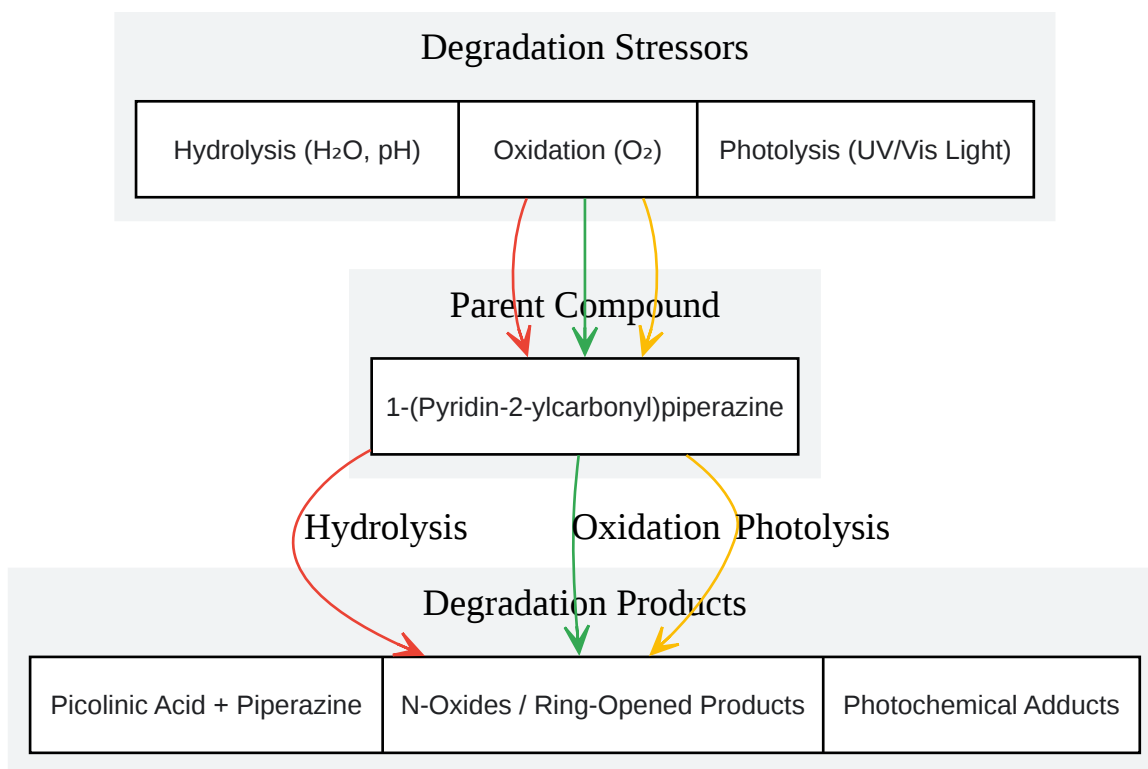 Degradation Stressors
Hydrolysis (H₂O, pH)
Oxidation (O₂)
Photolysis (UV/Vis Light)
Parent Compound
1-(Pyridin-2-ylcarbonyl)piperazine
Hydrolysis
Oxidation
Photolysis
Degradation Products
Picolinic Acid + Piperazine
N-Oxides / Ring-Opened Products
Photochemical Adducts